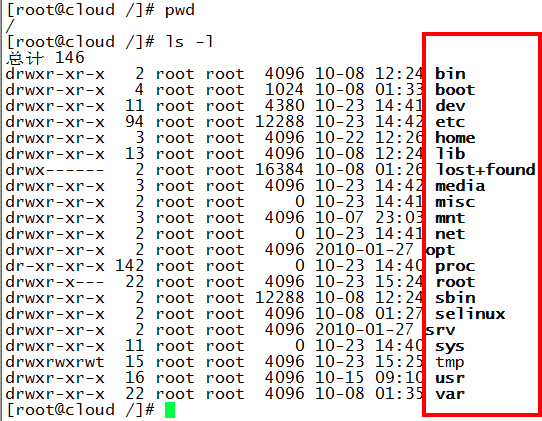 [root@cloud /]# pwd
/
[root@cloud /]# ls -l
总计 146
drwxr-xr-x   2 root root  4096 10-08 12:24 bin
drwxr-xr-x   4 root root  1024 10-08 01:33 boot
drwxr-xr-x  11 root root  4380 10-23 14:41 dev
drwxr-xr-x  94 root root 12288 10-23 14:42 etc
drwxr-xr-x   3 root root  4096 10-22 12:26 home
drwxr-xr-x  13 root root  4096 10-08 12:24 lib
drwx------   2 root root 16384 10-08 01:26 lost+found
drwxr-xr-x   3 root root  4096 10-23 14:42 media
drwxr-xr-x   2 root root     0 10-23 14:41 misc
drwxr-xr-x   3 root root  4096 10-07 23:03 mnt
drwxr-xr-x   2 root root     0 10-23 14:41 net
drwxr-xr-x   2 root root  4096 2010-01-27 opt
dr-xr-xr-x 142 root root     0 10-23 14:40 proc
drwxr-x---  22 root root  4096 10-23 15:24 root
drwxr-xr-x   2 root root 12288 10-08 12:24 sbin
drwxr-xr-x   2 root root  4096 10-08 01:27 selinux
drwxr-xr-x   2 root root  4096 2010-01-27 srv
drwxr-xr-x  11 root root     0 10-23 14:40 sys
drwxrwxrwt  15 root root  4096 10-23 15:25 tmp
drwxr-xr-x  16 root root  4096 10-15 09:10 usr
drwxr-xr-x  22 root root  4096 10-08 01:35 var
[root@cloud /]#